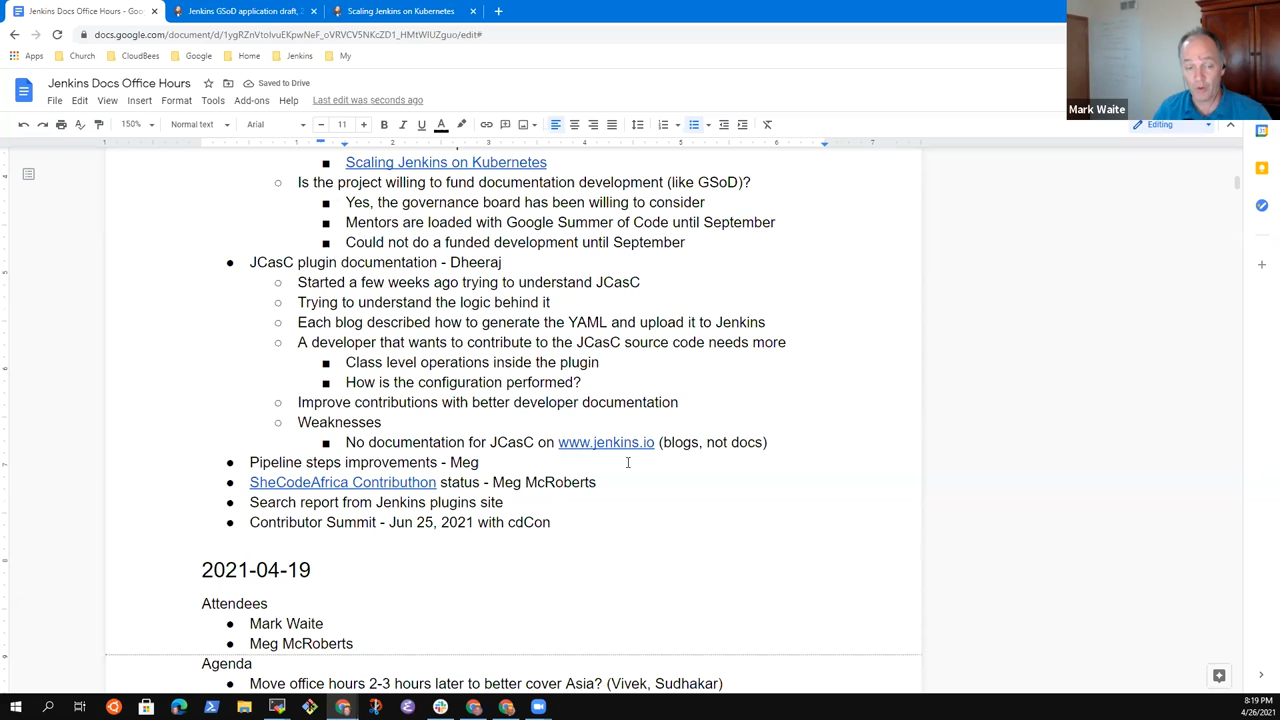 Jenkins Docs Office Hours - Goo
Jenkins GSoD application draft, 2
Scaling Jenkins on Kubernetes
docs.google.com/document/d/1ygRZnVtoIvuEKpwNeF_oVRVCV5NKcZD1_HMtWIUZguo/edit#
Apps
Church
CloudBees
Google
Home
Jenkins
My
Jenkins Docs Office Hours
Saved to Drive
File Edit View Insert Format Tools Add-ons Help Last edit was seconds ago
150% Normal text Arial 11 B I U A
Editing
Mark Waite
1 1 2 3 4 5 6 7
Scaling Jenkins on Kubernetes
Is the project willing to fund documentation development (like GSoD)?
Yes, the governance board has been willing to consider
Mentors are loaded with Google Summer of Code until September
Could not do a funded development until September
JCasC plugin documentation - Dheeraj
Started a few weeks ago trying to understand JCasC
Trying to understand the logic behind it
Each blog described how to generate the YAML and upload it to Jenkins
A developer that wants to contribute to the JCasC source code needs more
Class level operations inside the plugin
How is the configuration performed?
Improve contributions with better developer documentation
Weaknesses
No documentation for JCasC on www.jenkins.io (blogs, not docs)
Pipeline steps improvements - Meg
SheCodeAfrica Contributhon status - Meg McRoberts
Search report from Jenkins plugins site
Contributor Summit - Jun 25, 2021 with cdCon
2021-04-19
Attendees
Mark Waite
Meg McRoberts
Agenda
Move office hours 2-3 hours later to better cover Asia? (Vivek, Sudhakar)
8:19 PM
4/26/2021